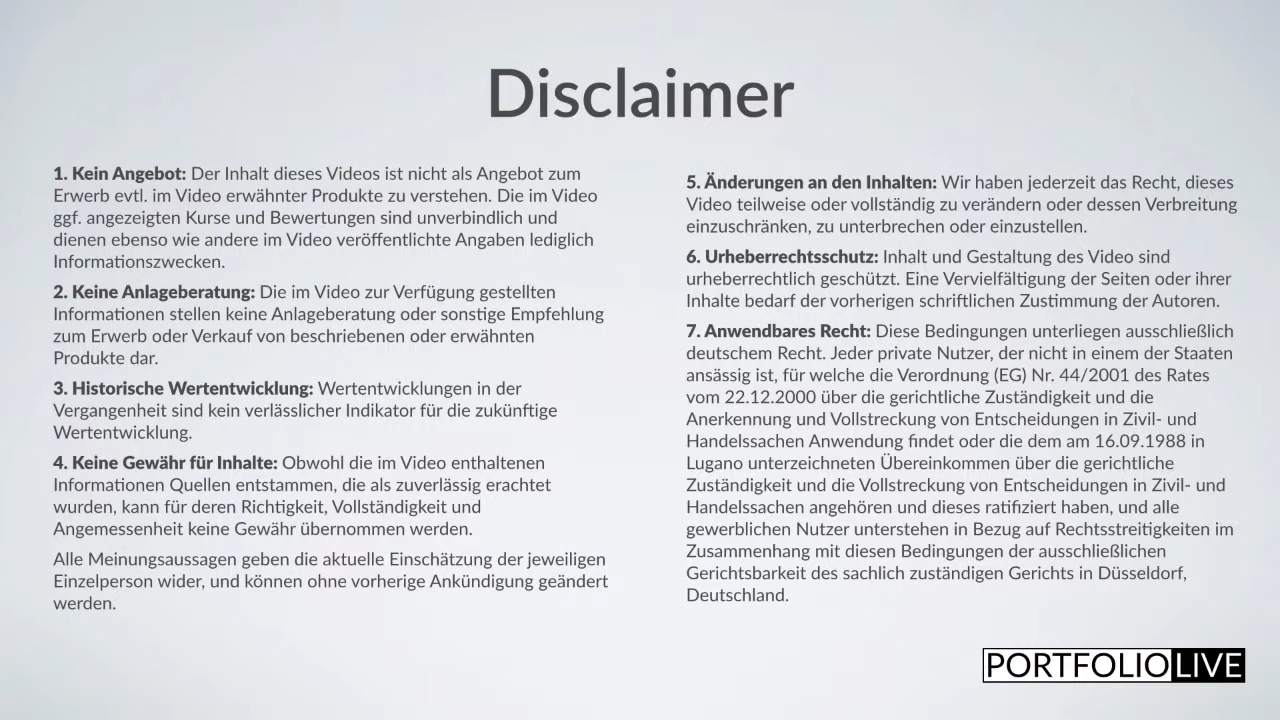 Disclaimer
1. Kein Angebot: Der Inhalt dieses Videos ist nicht als Angebot zum
Erwerb evtl. im Video erwähnter Produkte zu verstehen. Die im Video
ggf. angezeigten Kurse und Bewertungen sind unverbindlich und
dienen ebenso wie andere im Video veröffentlichte Angaben lediglich
Informationszwecken.
2. Keine Anlageberatung: Die im Video zur Verfügung gestellten
Informationen stellen keine Anlageberatung oder sonstige Empfehlung
zum Erwerb oder Verkauf von beschriebenen oder erwähnten
Produkte dar.
3. Historische Wertentwicklung: Wertentwicklungen in der
Vergangenheit sind kein verlässlicher Indikator für die zukünftige
Wertentwicklung.
4. Keine Gewähr für Inhalte: Obwohl die im Video enthaltenen
Informationen Quellen entstammen, die als zuverlässig erachtet
wurden, kann für deren Richtigkeit, Vollständigkeit und
Angemessenheit keine Gewähr übernommen werden.
Alle Meinungsaussagen geben die aktuelle Einschätzung der jeweiligen
Einzelperson wider, und können ohne vorherige Ankündigung geändert
werden.
5. Änderungen an den Inhalten: Wir haben jederzeit das Recht, dieses
Video teilweise oder vollständig zu verändern oder dessen Verbreitung
einzuschränken, zu unterbrechen oder einzustellen.
6. Urheberrechtsschutz: Inhalt und Gestaltung des Video sind
urheberrechtlich geschützt. Eine Vervielfältigung der Seiten oder ihrer
Inhalte bedarf der vorherigen schriftlichen Zustimmung der Autoren.
7. Anwendbares Recht: Diese Bedingungen unterliegen ausschließlich
deutschem Recht. Jeder private Nutzer, der nicht in einem der Staaten
ansässig ist, für welche die Verordnung (EG) Nr. 44/2001 des Rates
vom 22.12.2000 über die gerichtliche Zuständigkeit und die
Anerkennung und Vollstreckung von Entscheidungen in Zivil- und
Handelssachen Anwendung findet oder die dem am 16.09.1988 in
Lugano unterzeichneten Übereinkommen über die gerichtliche
Zuständigkeit und die Vollstreckung von Entscheidungen in Zivil- und
Handelssachen angehören und dieses ratifiziert haben, und alle
gewerblichen Nutzer unterstehen in Bezug auf Rechtsstreitigkeiten im
Zusammenhang mit diesen Bedingungen der ausschließlichen
Gerichtsbarkeit des sachlich zuständigen Gerichts in Düsseldorf,
Deutschland.
PORTFOLIO LIVE